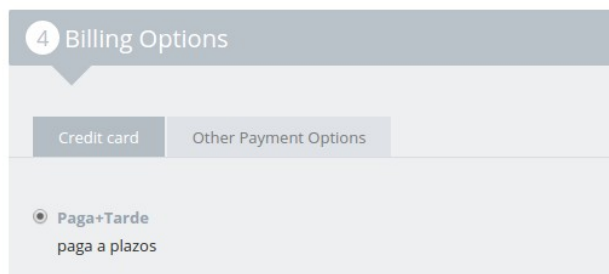 4 Billing Options
Credit card Other Payment Options
Paga+Tarde
paga a plazos